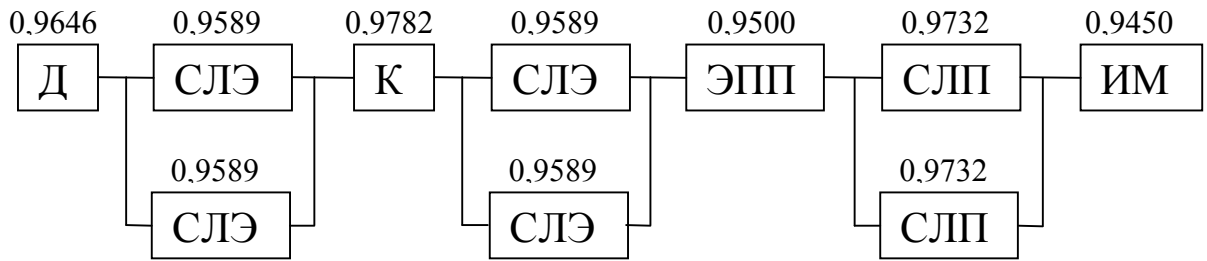 0,9646 0,9589 0,9782 0,9589 0,9500 0,9732 0,9450
Д СЛЭ К СЛЭ ЭПП СЛП ИМ
0,9589 0,9589 0,9732
СЛЭ СЛЭ СЛП